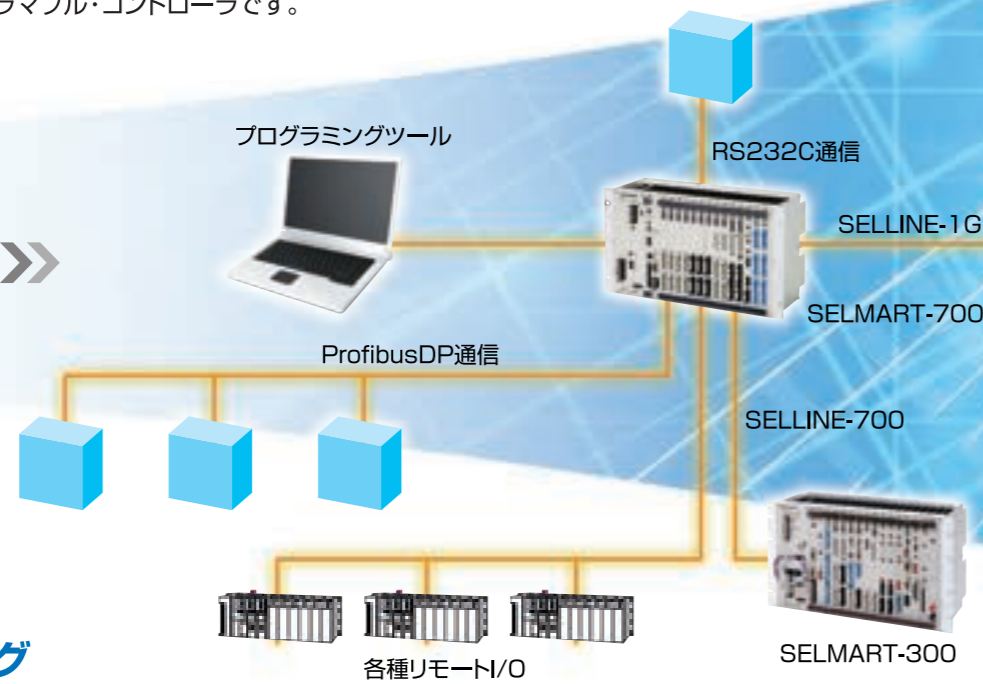 ラマブル・コントローラです。
プログラミングツール
RS232C通信
SELLINE-1G
SELMART-700
ProfibusDP通信
SELLINE-700
SELMART-300
各種リモートI/O
グ